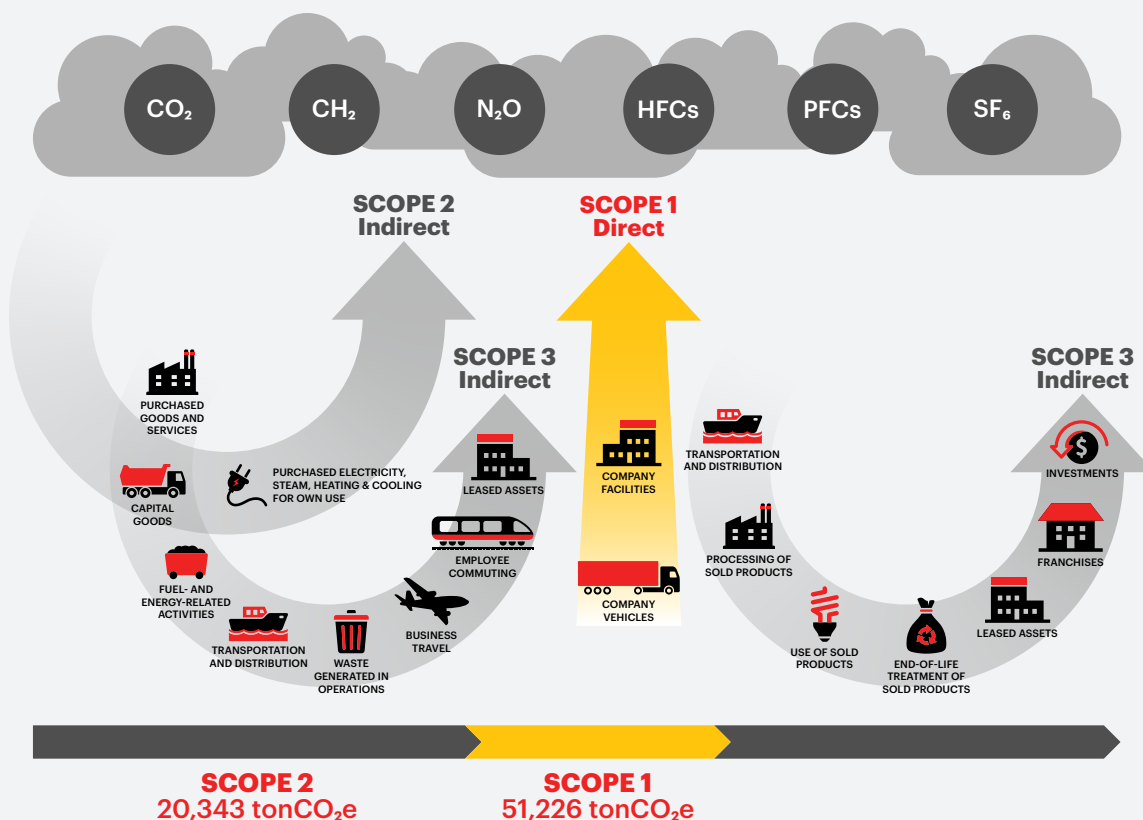 CO₂
CH₂
N₂O
HFCs
PFCs
SF₆
SCOPE 2
Indirect
SCOPE 1
Direct
SCOPE 3
Indirect
SCOPE 3
Indirect
PURCHASED
GOODS AND
SERVICES
CAPITAL
GOODS
PURCHASED ELECTRICITY,
STEAM, HEATING & COOLING
FOR OWN USE
FUEL- AND
ENERGY-RELATED
ACTIVITIES
TRANSPORTATION
AND DISTRIBUTION
WASTE
GENERATED IN
OPERATIONS
BUSINESS
TRAVEL
EMPLOYEE
COMMUTING
LEASED ASSETS
COMPANY
FACILITIES
COMPANY
VEHICLES
TRANSPORTATION
AND DISTRIBUTION
PROCESSING OF
SOLD PRODUCTS
USE OF SOLD
PRODUCTS
END-OF-LIFE
TREATMENT OF
SOLD PRODUCTS
LEASED ASSETS
FRANCHISES
$
INVESTMENTS
SCOPE 2
20,343 tonCO₂e
SCOPE 1
51,226 tonCO₂e